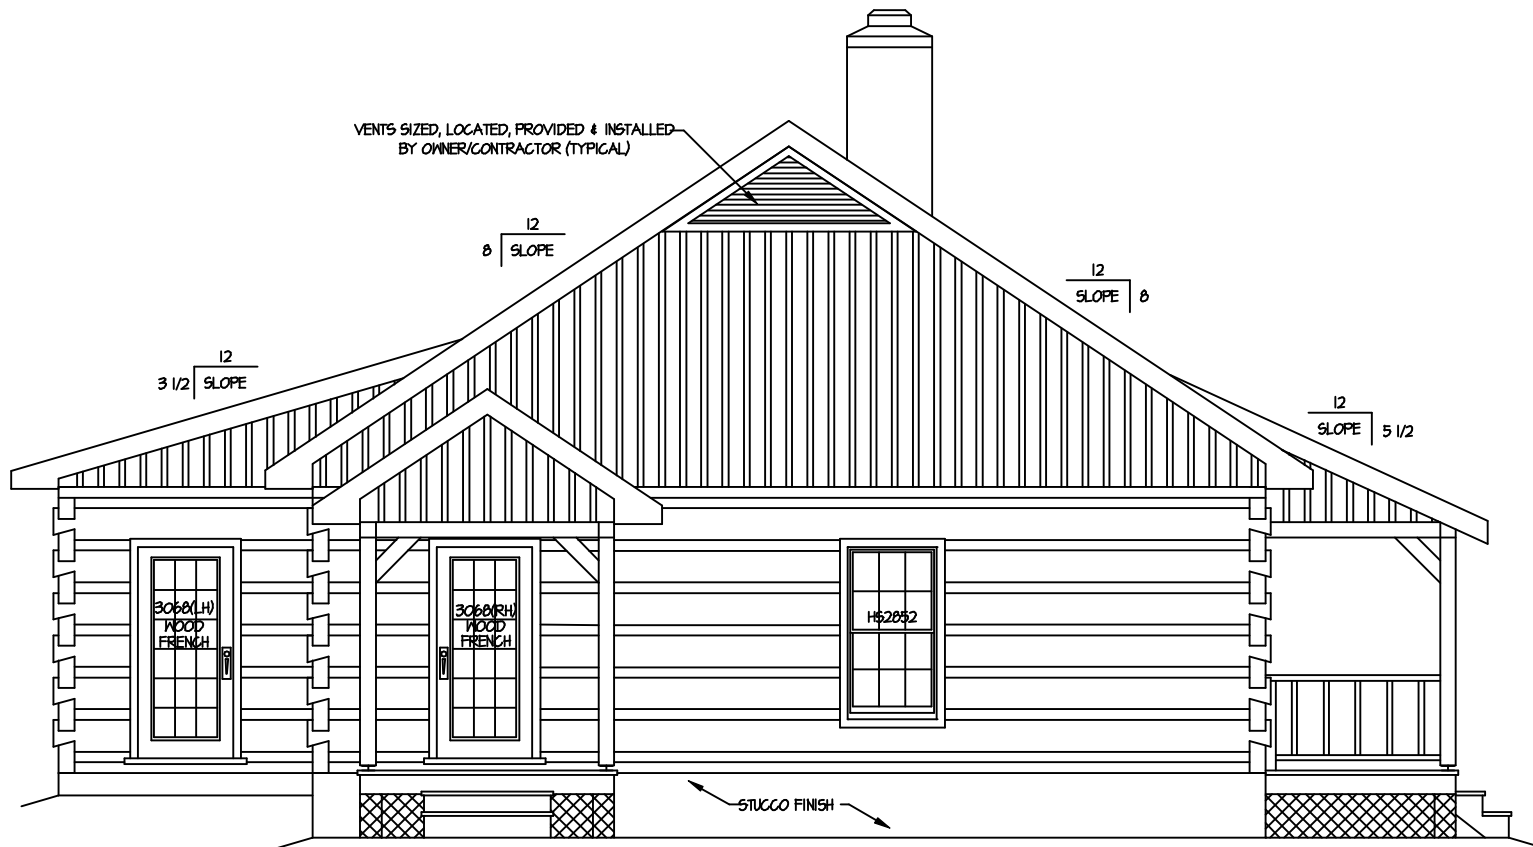 VENTS SIZED, LOCATED, PROVIDED & INSTALLED
BY OWNER/CONTRACTOR (TYPICAL)
12
8 SLOPE
12
SLOPE 8
12
3 1/2 SLOPE
12
SLOPE 5 1/2
3068(LH)
WOOD
FRENCH
3068(RH)
WOOD
FRENCH
HS2852
STUCCO FINISH